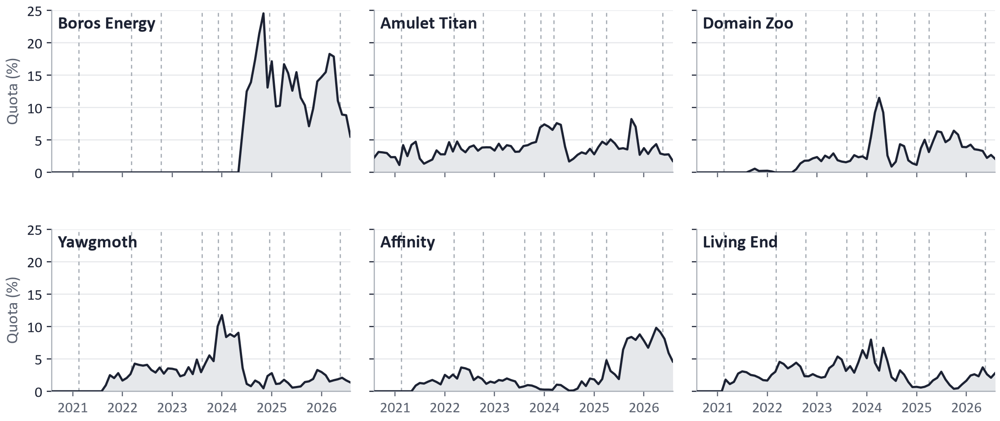 Boros Energy
Amulet Titan
Domain Zoo
25
20
15
10
5
0
Quota (%)
Yawgmoth
Affinity
Living End
25
20
15
10
5
0
Quota (%)
2021 2022 2023 2024 2025 2026
2021 2022 2023 2024 2025 2026
2021 2022 2023 2024 2025 2026